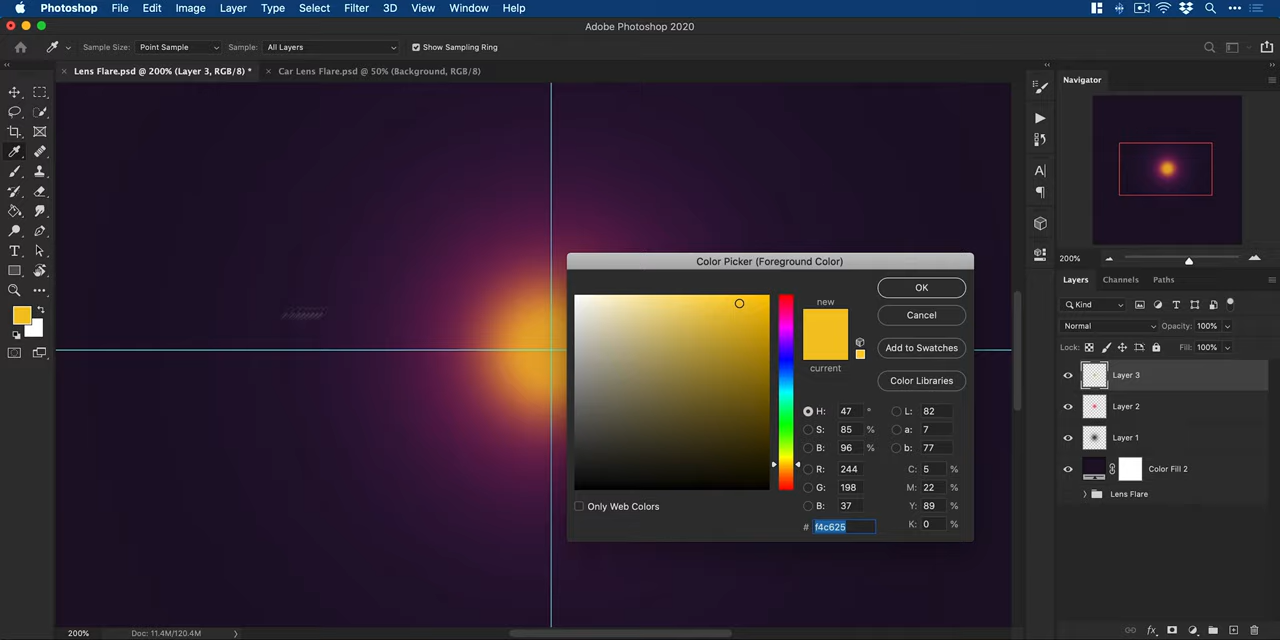 Photoshop File Edit Image Layer Type Select Filter 3D View Window Help
Adobe Photoshop 2020
Sample Size: Point Sample Sample: All Layers Show Sampling Ring
Lens Flare.psd @ 200% (Layer 3, RGB/8) * Car Lens Flare.psd @ 50% (Background, RGB/8)
Navigator
200%
Color Picker (Foreground Color)
new
current
OK
Cancel
Add to Swatches
Color Libraries
H: 47 ° L: 82
S: 85 % a: 7
B: 96 % b: 77
R: 244 C: 5 %
G: 198 M: 22 %
B: 37 Y: 89 %
# f4c625 K: 0 %
Only Web Colors
Layers Channels Paths
Kind
Normal Opacity: 100%
Lock: Fill: 100%
Layer 3
Layer 2
Layer 1
Color Fill 2
Lens Flare
200% Doc: 11.4M/120.4M